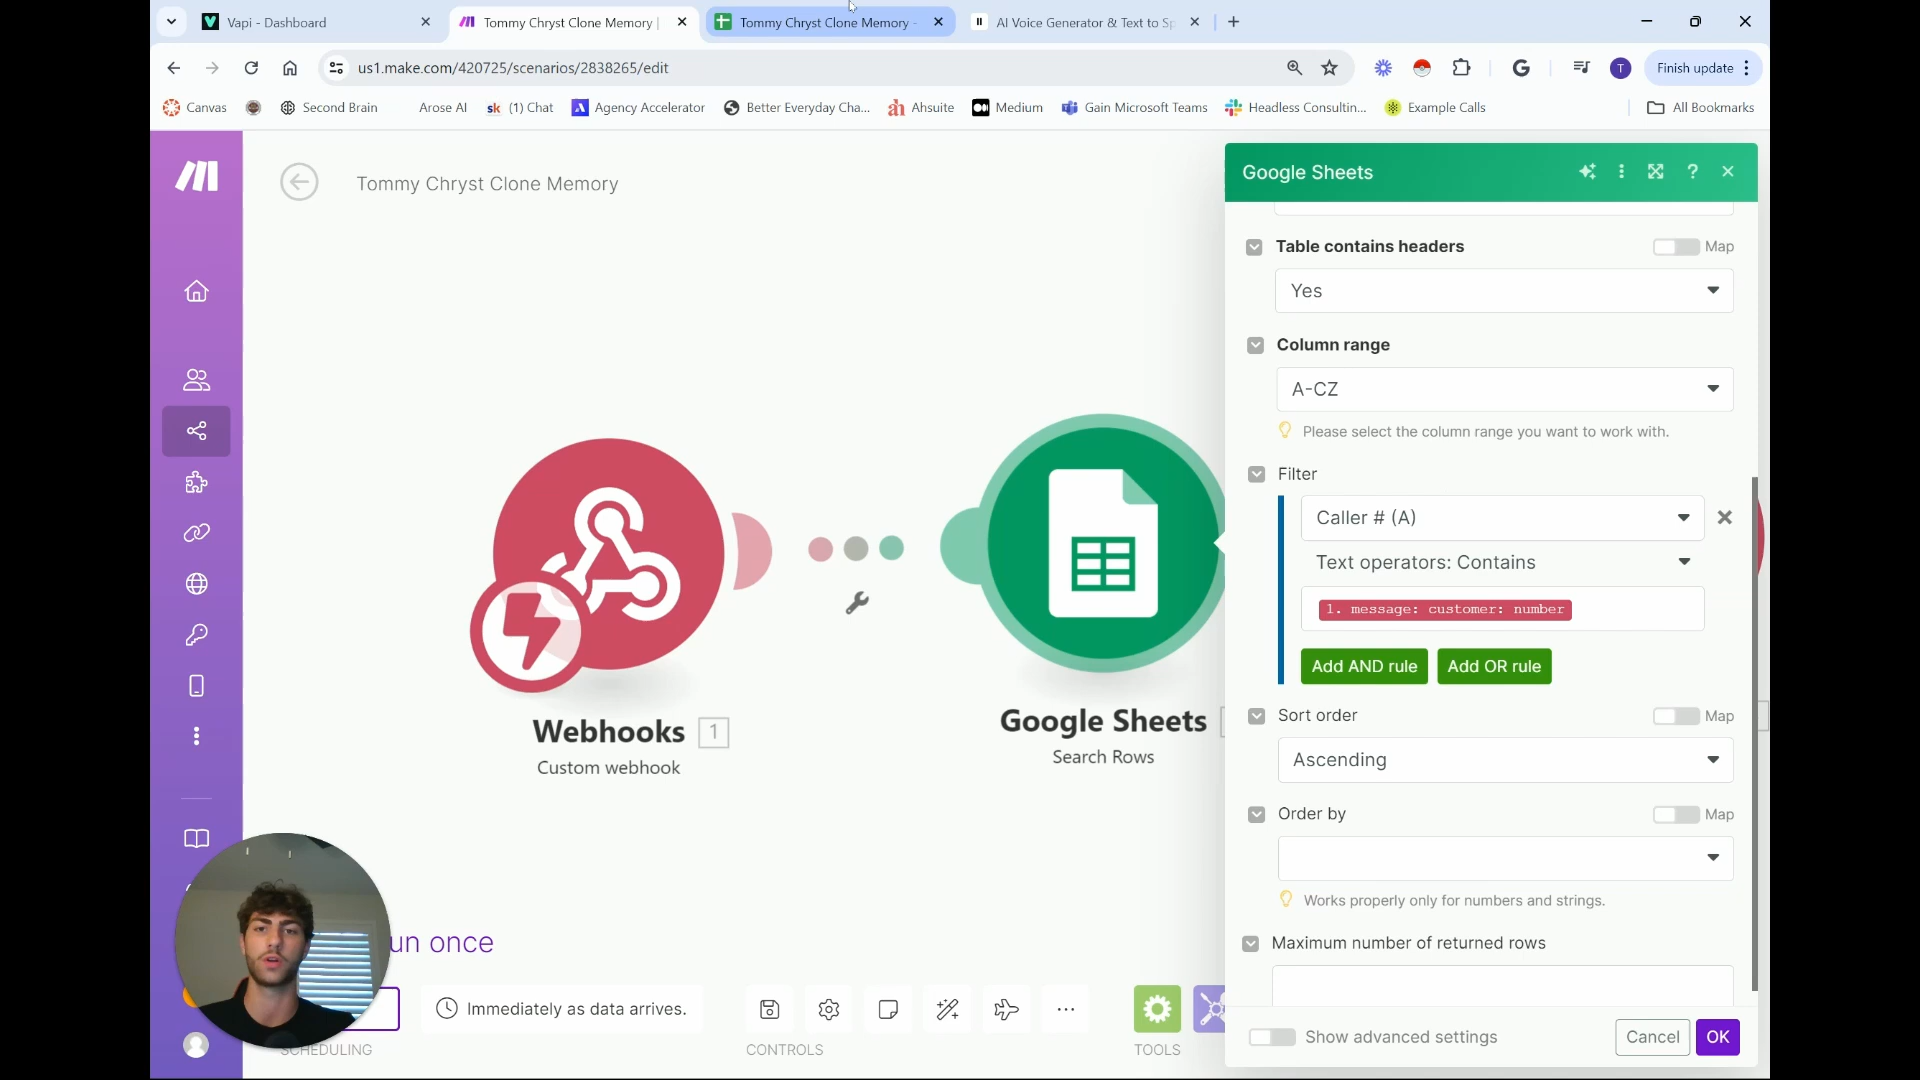 Vapi - Dashboard
Tommy Chryst Clone Memory |
Tommy Chryst Clone Memory -
AI Voice Generator & Text to Sp
us1.make.com/420725/scenarios/2838265/edit
T
Finish update
Canvas
Second Brain
Arose AI
sk (1) Chat
Agency Accelerator
Better Everyday Cha...
ah Ahsuite
Medium
Gain Microsoft Teams
Headless Consultin...
Example Calls
All Bookmarks
Tommy Chryst Clone Memory
Google Sheets
?
Table contains headers
Map
Yes
Column range
A-CZ
Please select the column range you want to work with.
Filter
Caller # (A)
Text operators: Contains
1. message: customer: number
Add AND rule
Add OR rule
Sort order
Map
Ascending
Order by
Map
Works properly only for numbers and strings.
Maximum number of returned rows
Show advanced settings
Cancel
OK
Webhooks
1
Custom webhook
Google Sheets
Search Rows
un once
Immediately as data arrives.
SCHEDULING
CONTROLS
TOOLS